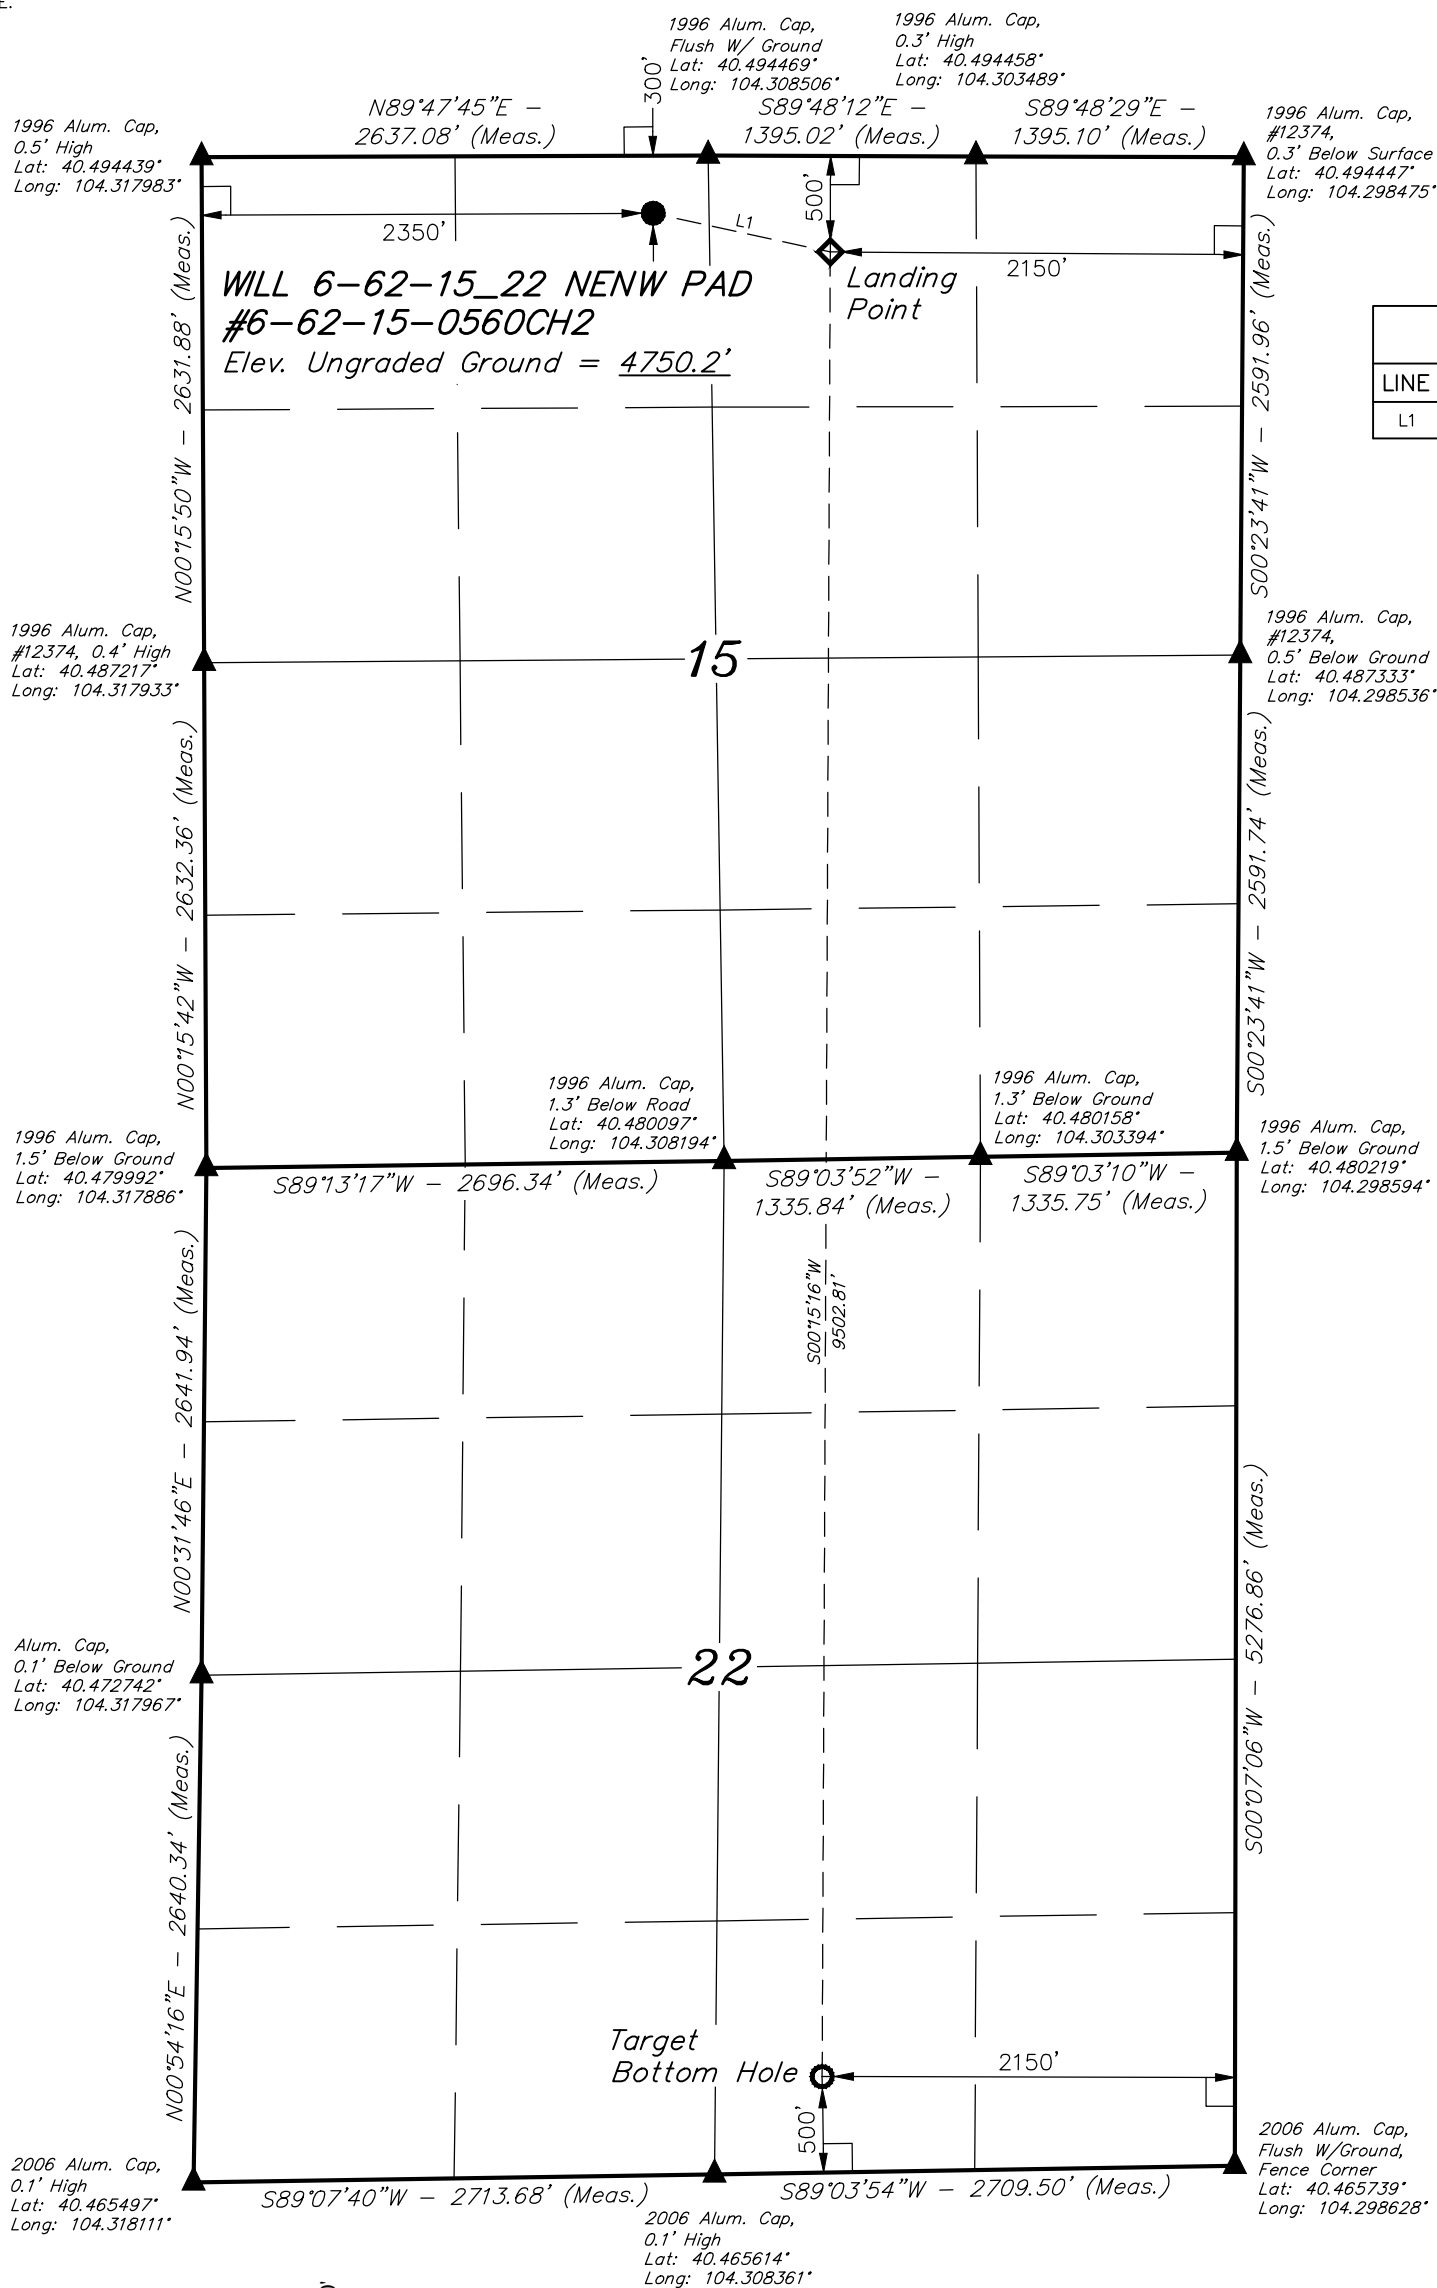 E.
1996 Alum. Cap,
Flush W/ Ground
Lat: 40.494469°
Long: 104.308506°
1996 Alum. Cap,
0.3' High
Lat: 40.494458°
Long: 104.303489°
300'
N89°47'45"E –
2637.08' (Meas.)
S89°48'12"E –
1395.02' (Meas.)
S89°48'29"E –
1395.10' (Meas.)
1996 Alum. Cap,
0.5' High
Lat: 40.494439°
Long: 104.317983°
1996 Alum. Cap,
#12374,
0.3' Below Surface
Lat: 40.494447°
Long: 104.298475°
2350'
L1
500'
2150'
Landing
Point
WILL 6-62-15_22 NENW PAD
#6-62-15-0560CH2
Elev. Ungraded Ground = 4750.2'
LINE
L1
N00°15'50"W – 2631.88' (Meas.)
S00°23'41"W – 2591.96' (Meas.)
1996 Alum. Cap,
#12374, 0.4' High
Lat: 40.487217°
Long: 104.317933°
15
1996 Alum. Cap,
#12374,
0.5' Below Ground
Lat: 40.487333°
Long: 104.298536°
N00°15'42"W – 2632.36' (Meas.)
S00°23'41"W – 2591.74' (Meas.)
1996 Alum. Cap,
1.3' Below Road
Lat: 40.480097°
Long: 104.308194°
1996 Alum. Cap,
1.3' Below Ground
Lat: 40.480158°
Long: 104.303394°
1996 Alum. Cap,
1.5' Below Ground
Lat: 40.479992°
Long: 104.317886°
1996 Alum. Cap,
1.5' Below Ground
Lat: 40.480219°
Long: 104.298594°
S89°13'17"W – 2696.34' (Meas.)
S89°03'52"W –
1335.84' (Meas.)
S89°03'10"W –
1335.75' (Meas.)
S00°15'16"W
9502.81'
N00°31'46"E – 2641.94' (Meas.)
S00°07'06"W – 5276.86' (Meas.)
Alum. Cap,
0.1' Below Ground
Lat: 40.472742°
Long: 104.317967°
22
N00°54'16"E – 2640.34' (Meas.)
Target
Bottom Hole
2150'
500'
2006 Alum. Cap,
0.1' High
Lat: 40.465497°
Long: 104.318111°
S89°07'40"W – 2713.68' (Meas.)
S89°03'54"W – 2709.50' (Meas.)
2006 Alum. Cap,
Flush W/Ground,
Fence Corner
Lat: 40.465739°
Long: 104.298628°
2006 Alum. Cap,
0.1' High
Lat: 40.465614°
Long: 104.308361°